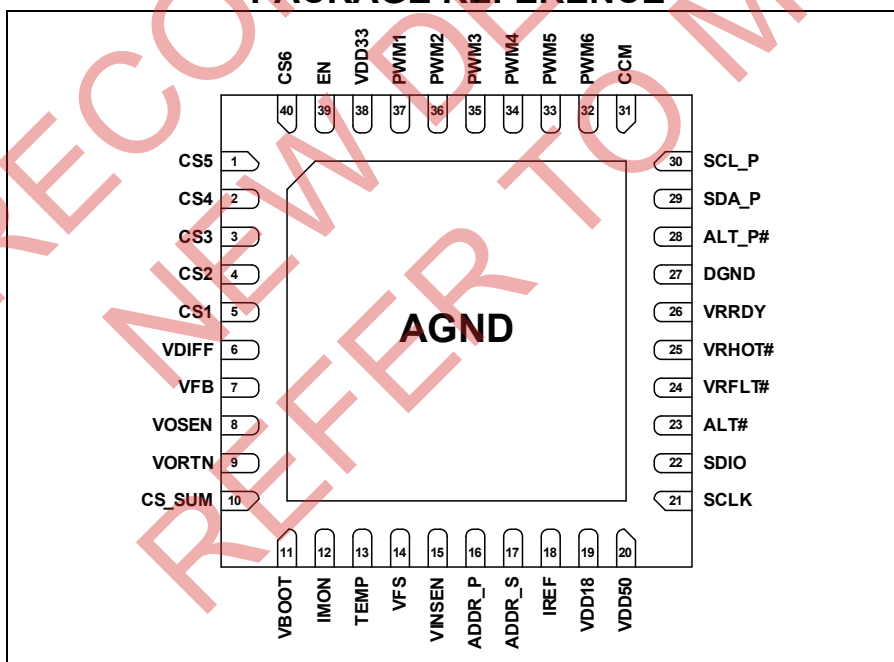 PACKAGE REFERENCE
CS6 EN VDD33 PWM1 PWM2 PWM3 PWM4 PWM5 PWM6 CCM
40 39 38 37 36 35 34 33 32 31
CS5 1
CS4 2
CS3 3
CS2 4
CS1 5
VDIFF 6
VFB 7
VOSEN 8
VORTN 9
CS_SUM 10
AGND
30 SCL_P
29 SDA_P
28 ALT_P#
27 DGND
26 VRRDY
25 VRHOT#
24 VRFLT#
23 ALT#
22 SDIO
21 SCLK
11 12 13 14 15 16 17 18 19 20
VBOOT IMON TEMP VFS VINSEN ADDR_P ADDR_S IREF VDD18 VDD50
NEW DE
REFER TO M